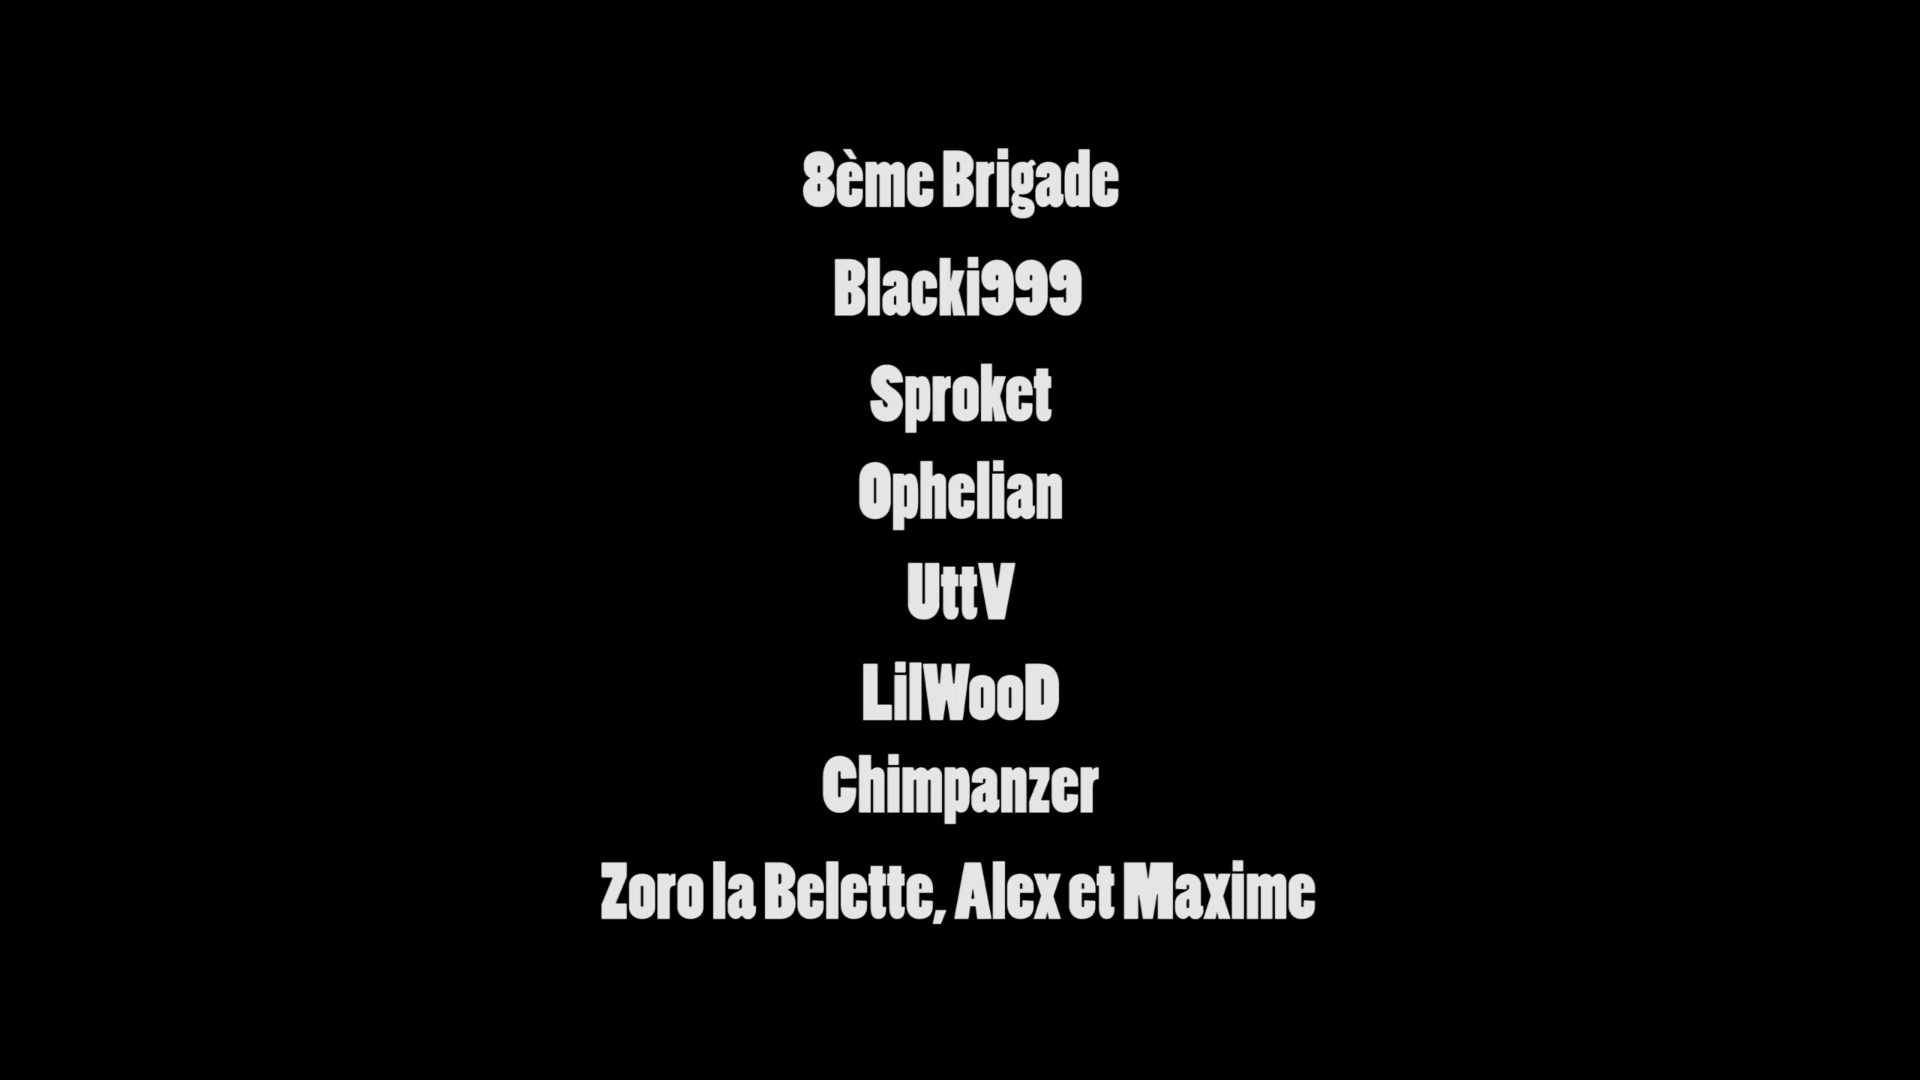 8ème Brigade
Blacki999
Sproket
Ophelian
UttV
LilWooD
Chimpanzer
Zoro la Belette, Alex et Maxime